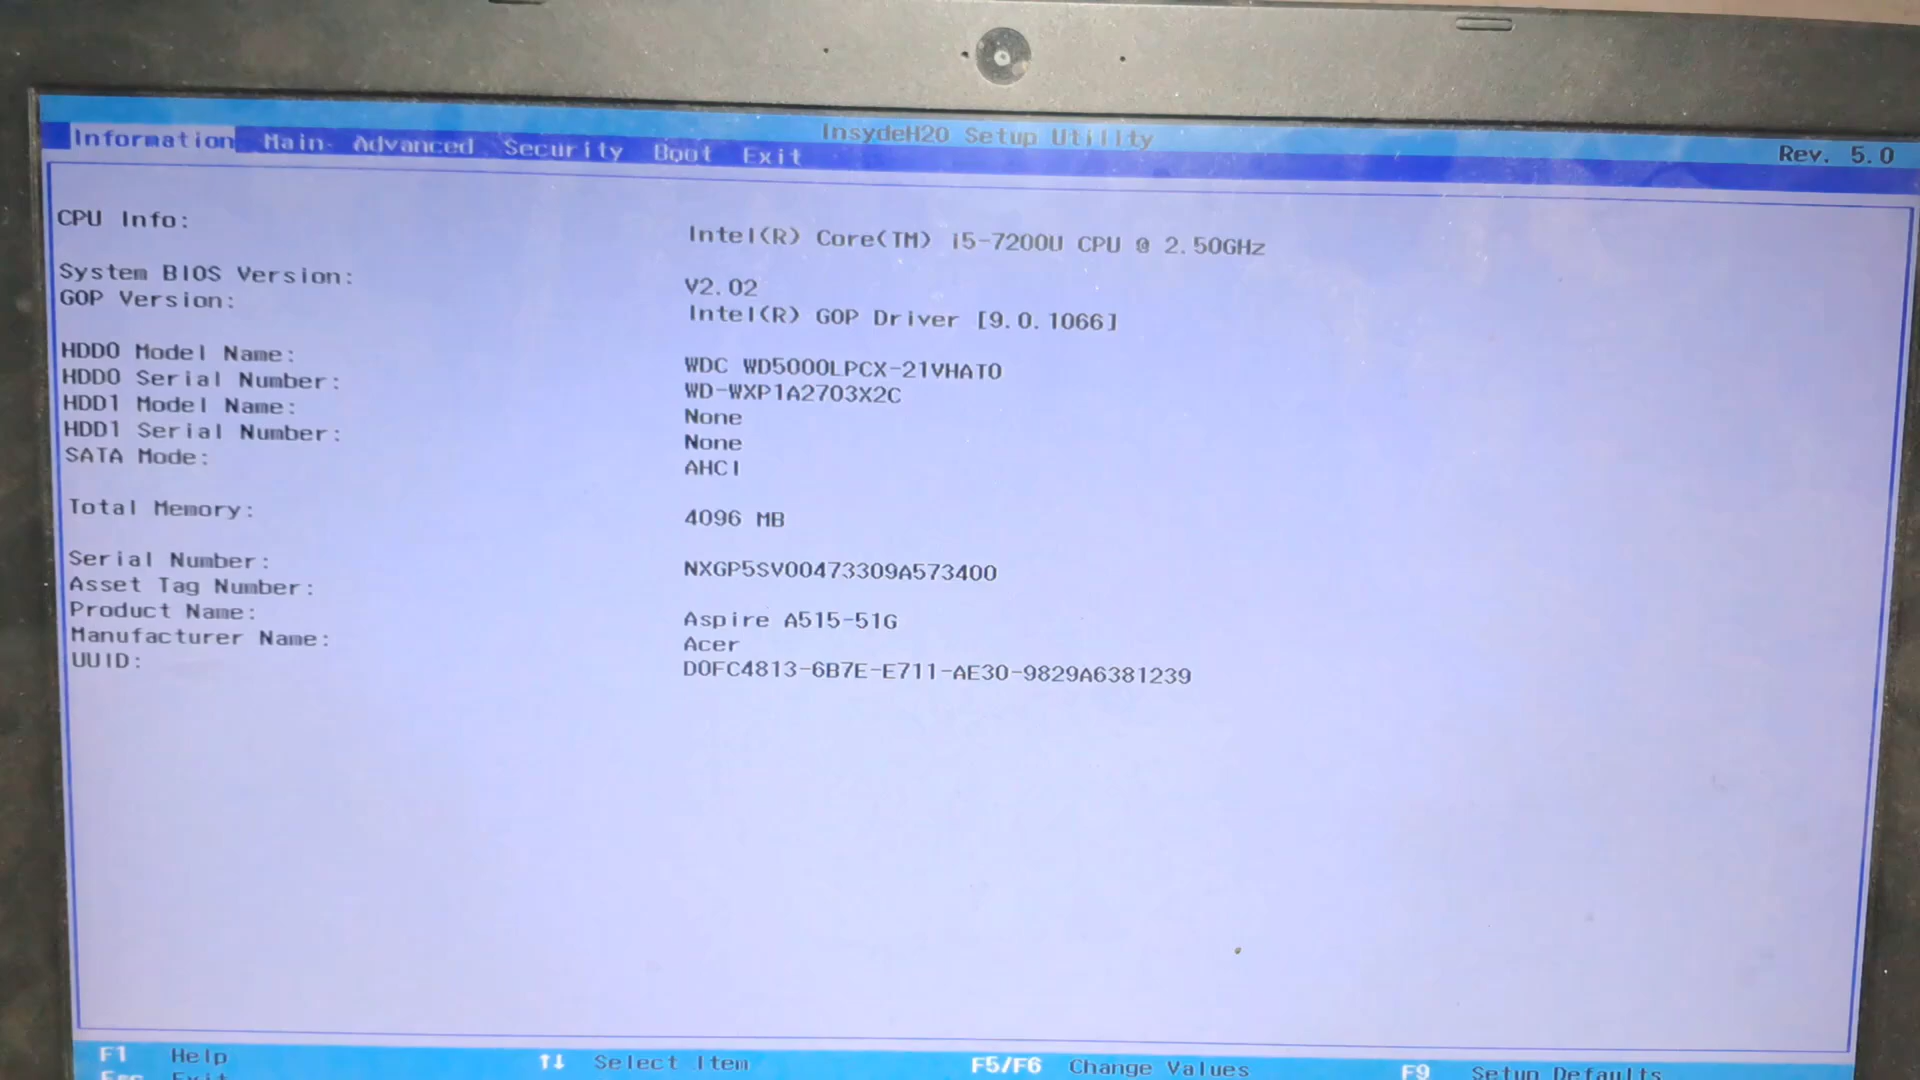 InsydeH20 Setup Utility Rev. 5.0
Information Main Advanced Security Boot Exit
CPU Info: Intel(R) Core(TM) i5-7200U CPU @ 2.50GHz
System BIOS Version: V2.02
GOP Version: Intel(R) GOP Driver [9.0.1066]
HDD0 Model Name: WDC WD5000LPCX-21VHAT0
HDD0 Serial Number: WD-WXP1A2703X2C
HDD1 Model Name: None
HDD1 Serial Number: None
SATA Mode: AHCI
Total Memory: 4096 MB
Serial Number: NXGP5SV00473309A573400
Asset Tag Number:
Product Name: Aspire A515-51G
Manufacturer Name: Acer
UUID: D0FC4813-6B7E-E711-AE30-9829A6381239
F1 Help ↑↓ Select Item F5/F6 Change Values F9 Setup Defaults
Esc Exit